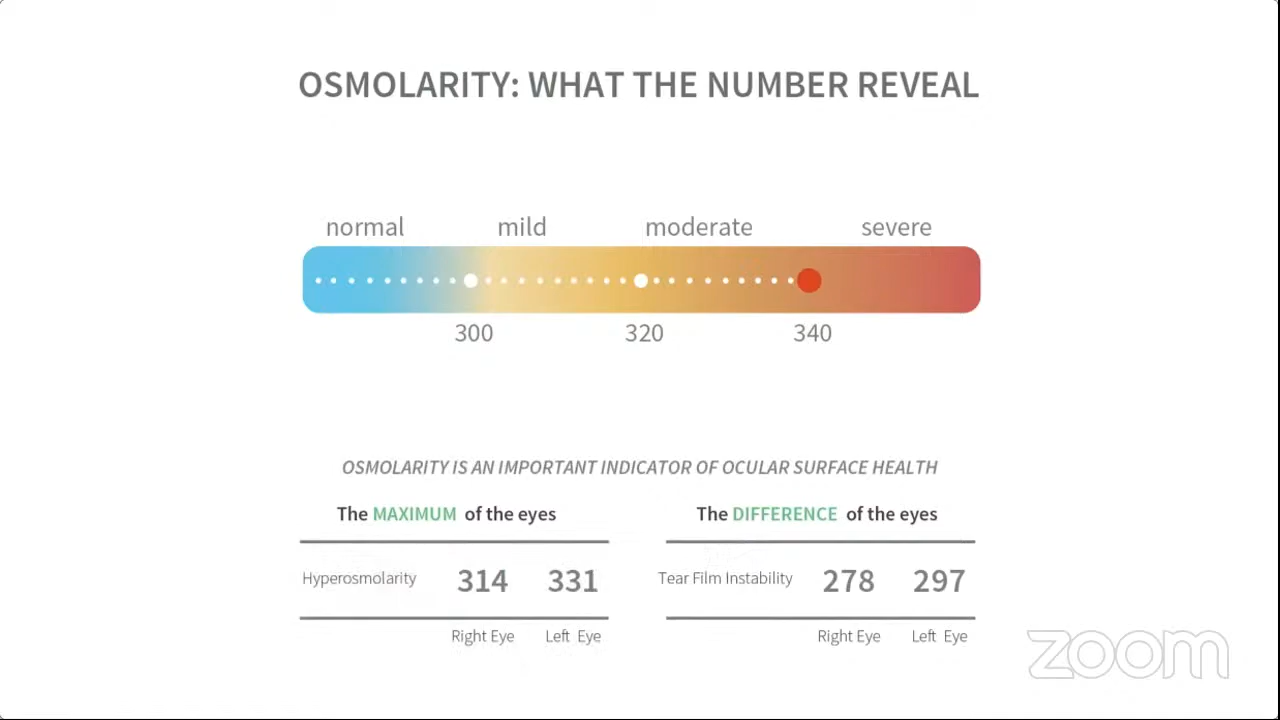 OSMOLARITY: WHAT THE NUMBER REVEAL
normal mild moderate severe
300 320 340
OSMOLARITY IS AN IMPORTANT INDICATOR OF OCULAR SURFACE HEALTH
The MAXIMUM of the eyes
Hyperosmolarity 314 331
Right Eye Left Eye
The DIFFERENCE of the eyes
Tear Film Instability 278 297
Right Eye Left Eye
zoom